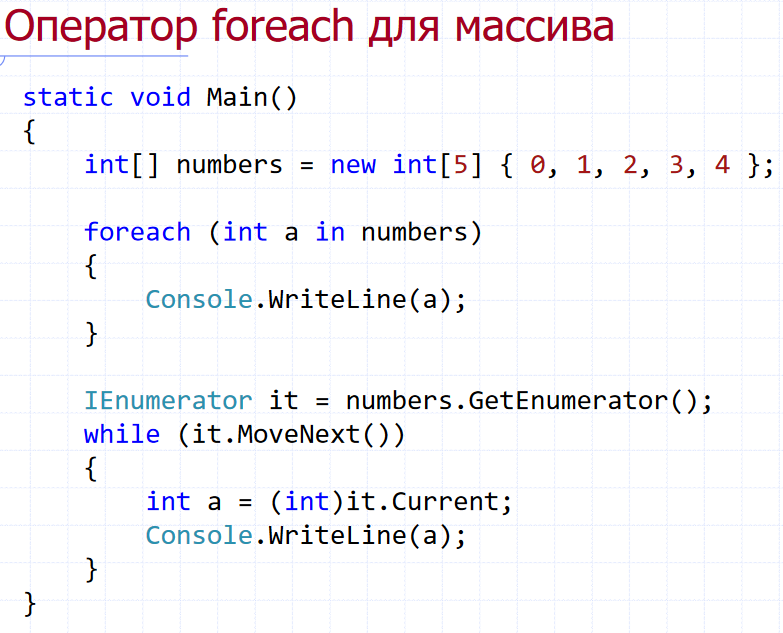 Оператор foreach для массива
static void Main()
{
    int[] numbers = new int[5] { 0, 1, 2, 3, 4 };
    foreach (int a in numbers)
    {
        Console.WriteLine(a);
    }
    IEnumerator it = numbers.GetEnumerator();
    while (it.MoveNext())
    {
        int a = (int)it.Current;
        Console.WriteLine(a);
    }
}